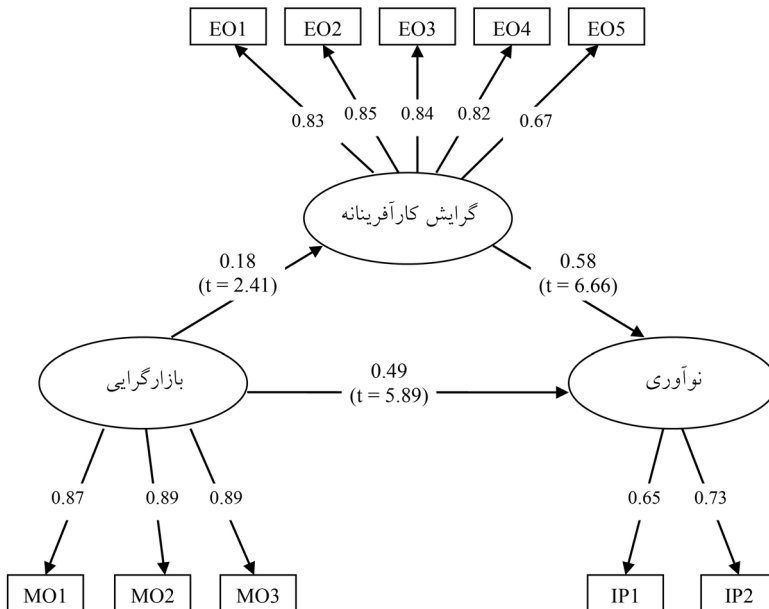 EO1 EO2 EO3 EO4 EO5
0.83 0.85 0.84 0.82 0.67
گرایش کارآفرینانه
0.18
(t = 2.41)
0.58
(t = 6.66)
بازارگرایی
0.49
(t = 5.89)
نوآوری
0.87 0.89 0.89
0.65 0.73
MO1 MO2 MO3
IP1 IP2